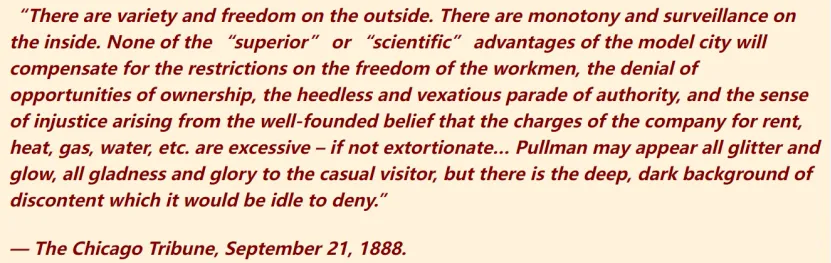 “There are variety and freedom on the outside. There are monotony and surveillance on
the inside. None of the “superior” or “scientific” advantages of the model city will
compensate for the restrictions on the freedom of the workmen, the denial of
opportunities of ownership, the heedless and vexatious parade of authority, and the sense
of injustice arising from the well-founded belief that the charges of the company for rent,
heat, gas, water, etc. are excessive – if not extortionate... Pullman may appear all glitter and
glow, all gladness and glory to the casual visitor, but there is the deep, dark background of
discontent which it would be idle to deny.”
— The Chicago Tribune, September 21, 1888.